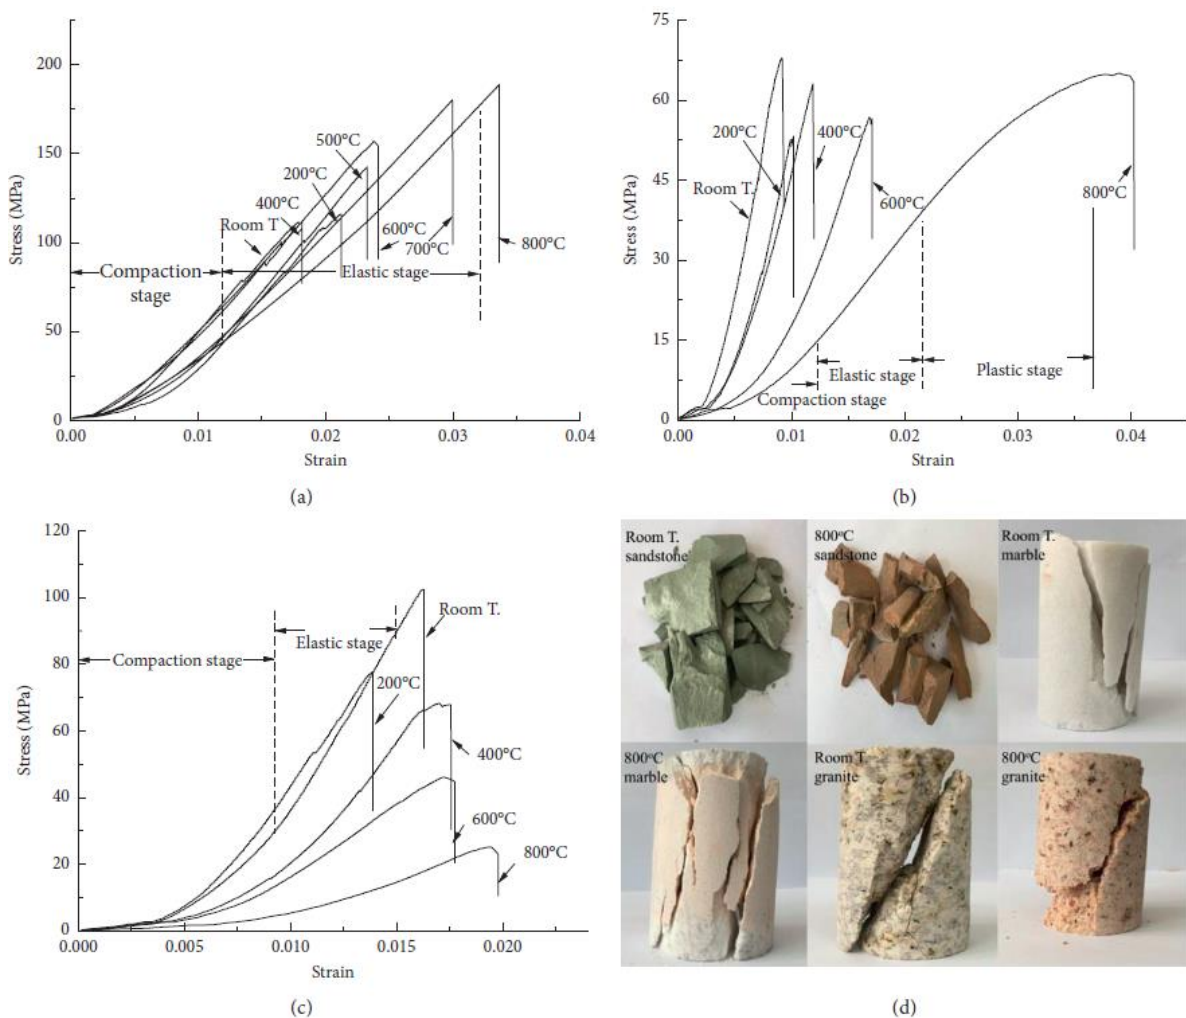 200
150
100
50
0
Stress (MPa)
0.00
0.01
0.02
0.03
0.04
Strain
500°C
200°C
400°C
Room T
600°C
700°C
800°C
Compaction
stage
Elastic stage
(a)
75
60
45
30
15
0
Stress (MPa)
0.00
0.01
0.02
0.03
0.04
Strain
200°C
400°C
Room T.
600°C
800°C
Elastic stage
Plastic stage
Compaction stage
(b)
120
100
80
60
40
20
0
Stress (MPa)
0.000
0.005
0.010
0.015
0.020
Strain
Room T.
Elastic stage
Compaction stage
200°C
400°C
600°C
800°C
(c)
Room T.
sandstone
800°C
sandstone
Room T.
marble
800°C
marble
Room T.
granite
800°C
granite
(d)